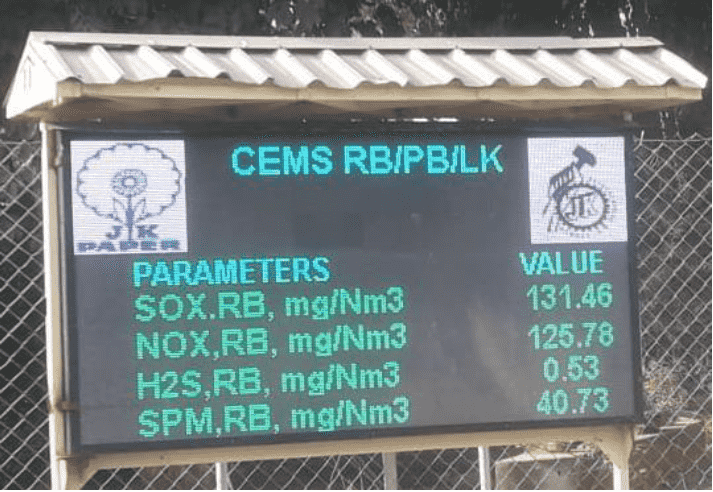 CEMS RB/PB/LK
JK
PAPER
JK
PARAMETERS VALUE
SOX.RB, mg/Nm3 131.46
NOX,RB, mg/Nm3 125.78
H2S,RB, mg/Nm3 0.53
SPM,RB, mg/Nm3 40.73